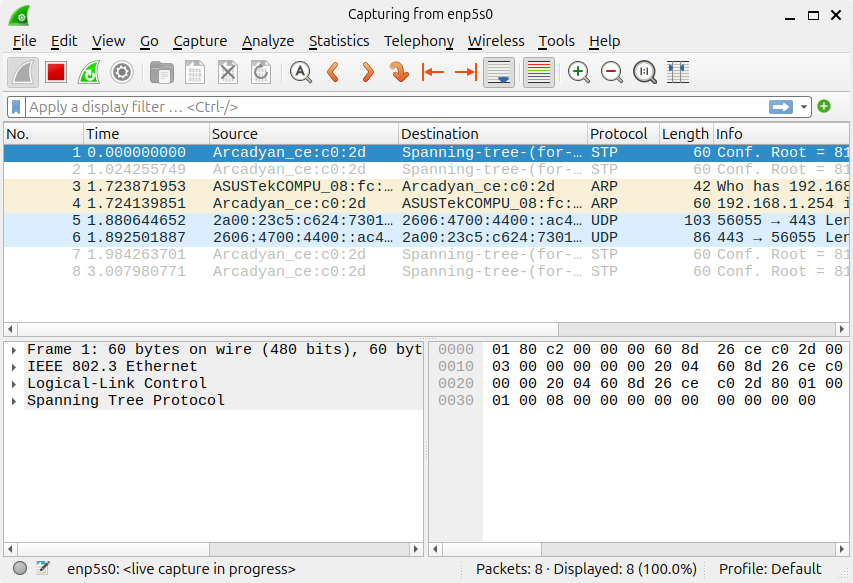 Capturing from enp5s0
File Edit View Go Capture Analyze Statistics Telephony Wireless Tools Help
Apply a display filter … <Ctrl-/>
No. Time Source Destination Protocol Length Info
1 0.000000000 Arcadyan_ce:c0:2d Spanning-tree-(for-… STP 60 Conf. Root = 81
2 1.024255749 Arcadyan_ce:c0:2d Spanning-tree-(for-… STP 60 Conf. Root = 81
3 1.723871953 ASUSTekCOMPU_08:fc:… Arcadyan_ce:c0:2d ARP 42 Who has 192.168
4 1.724139851 Arcadyan_ce:c0:2d ASUSTekCOMPU_08:fc:… ARP 60 192.168.1.254 i
5 1.880644652 2a00:23c5:c624:7301… 2606:4700:4400::ac4… UDP 103 56055 → 443 Len
6 1.892501887 2606:4700:4400::ac4… 2a00:23c5:c624:7301… UDP 86 443 → 56055 Len
7 1.984263701 Arcadyan_ce:c0:2d Spanning-tree-(for-… STP 60 Conf. Root = 81
8 3.007980771 Arcadyan_ce:c0:2d Spanning-tree-(for-… STP 60 Conf. Root = 81
Frame 1: 60 bytes on wire (480 bits), 60 byt
IEEE 802.3 Ethernet
Logical-Link Control
Spanning Tree Protocol
0000 01 80 c2 00 00 00 60 8d 26 ce c0 2d 00
0010 03 00 00 00 00 00 20 04 60 8d 26 ce c0
0020 00 00 20 04 60 8d 26 ce c0 2d 80 01 00
0030 01 00 08 00 00 00 00 00 00 00 00 00
enp5s0: <live capture in progress> Packets: 8 · Displayed: 8 (100.0%) Profile: Default